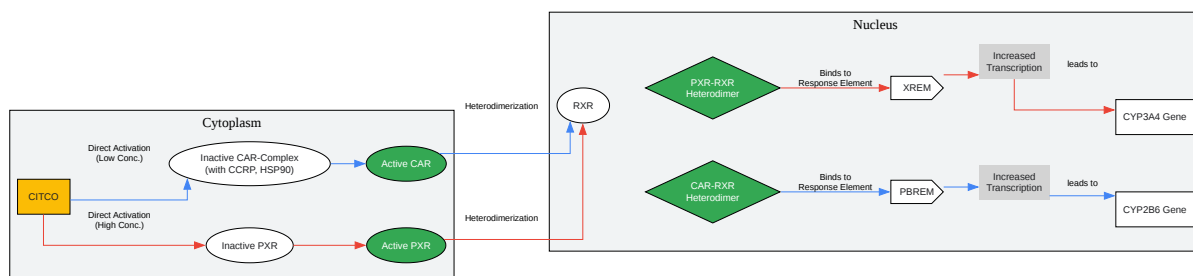 Nucleus
Increased
Transcription
leads to
PXR-RXR
Heterodimer
Binds to
Response Element
XREM
RXR
CYP3A4 Gene
Heterodimerization
Cytoplasm
Direct Activation
(Low Conc.)
Inactive CAR-Complex
(with CCRP, HSP90)
Active CAR
CAR-RXR
Heterodimer
Binds to
Response Element
PBREM
Increased
Transcription
leads to
CYP2B6 Gene
CITCO
Direct Activation
(High Conc.)
Heterodimerization
Inactive PXR
Active PXR